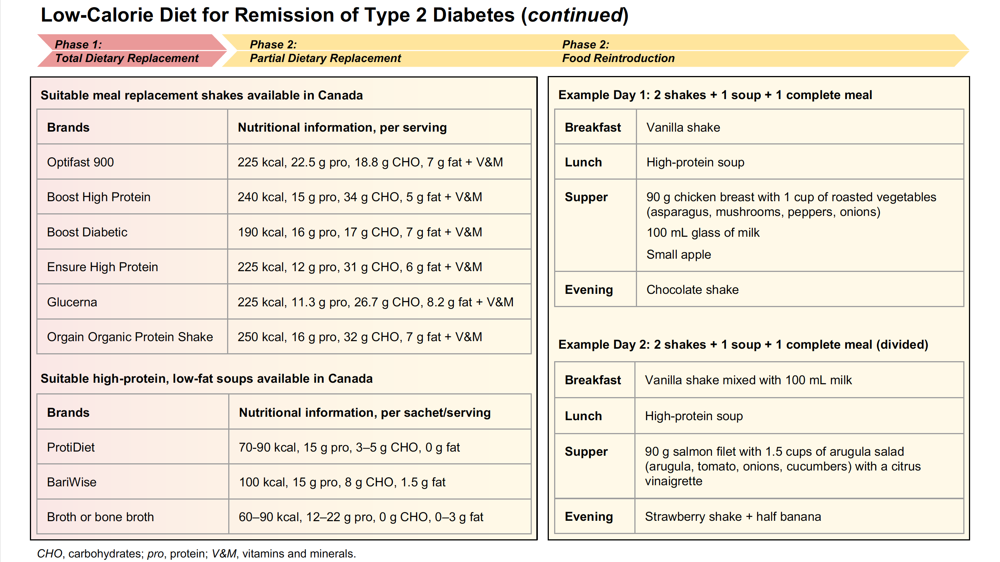 Low-Calorie Diet for Remission of Type 2 Diabetes (continued)
Phase 1:
Total Dietary Replacement
Phase 2:
Partial Dietary Replacement
Phase 2:
Food Reintroduction
Suitable meal replacement shakes available in Canada
Brands
Nutritional information, per serving
Optifast 900
225 kcal, 22.5 g pro, 18.8 g CHO, 7 g fat + V&M
Boost High Protein
240 kcal, 15 g pro, 34 g CHO, 5 g fat + V&M
Boost Diabetic
190 kcal, 16 g pro, 17 g CHO, 7 g fat + V&M
Ensure High Protein
225 kcal, 12 g pro, 31 g CHO, 6 g fat + V&M
Glucerna
225 kcal, 11.3 g pro, 26.7 g CHO, 8.2 g fat + V&M
Orgain Organic Protein Shake
250 kcal, 16 g pro, 32 g CHO, 7 g fat + V&M
Suitable high-protein, low-fat soups available in Canada
Brands
Nutritional information, per sachet/serving
ProtiDiet
70-90 kcal, 15 g pro, 3–5 g CHO, 0 g fat
BariWise
100 kcal, 15 g pro, 8 g CHO, 1.5 g fat
Broth or bone broth
60–90 kcal, 12–22 g pro, 0 g CHO, 0–3 g fat
Example Day 1: 2 shakes + 1 soup + 1 complete meal
Breakfast
Vanilla shake
Lunch
High-protein soup
Supper
90 g chicken breast with 1 cup of roasted vegetables
(asparagus, mushrooms, peppers, onions)
100 mL glass of milk
Small apple
Evening
Chocolate shake
Example Day 2: 2 shakes + 1 soup + 1 complete meal (divided)
Breakfast
Vanilla shake mixed with 100 mL milk
Lunch
High-protein soup
Supper
90 g salmon filet with 1.5 cups of arugula salad
(arugula, tomato, onions, cucumbers) with a citrus
vinaigrette
Evening
Strawberry shake + half banana
CHO, carbohydrates; pro, protein; V&M, vitamins and minerals.